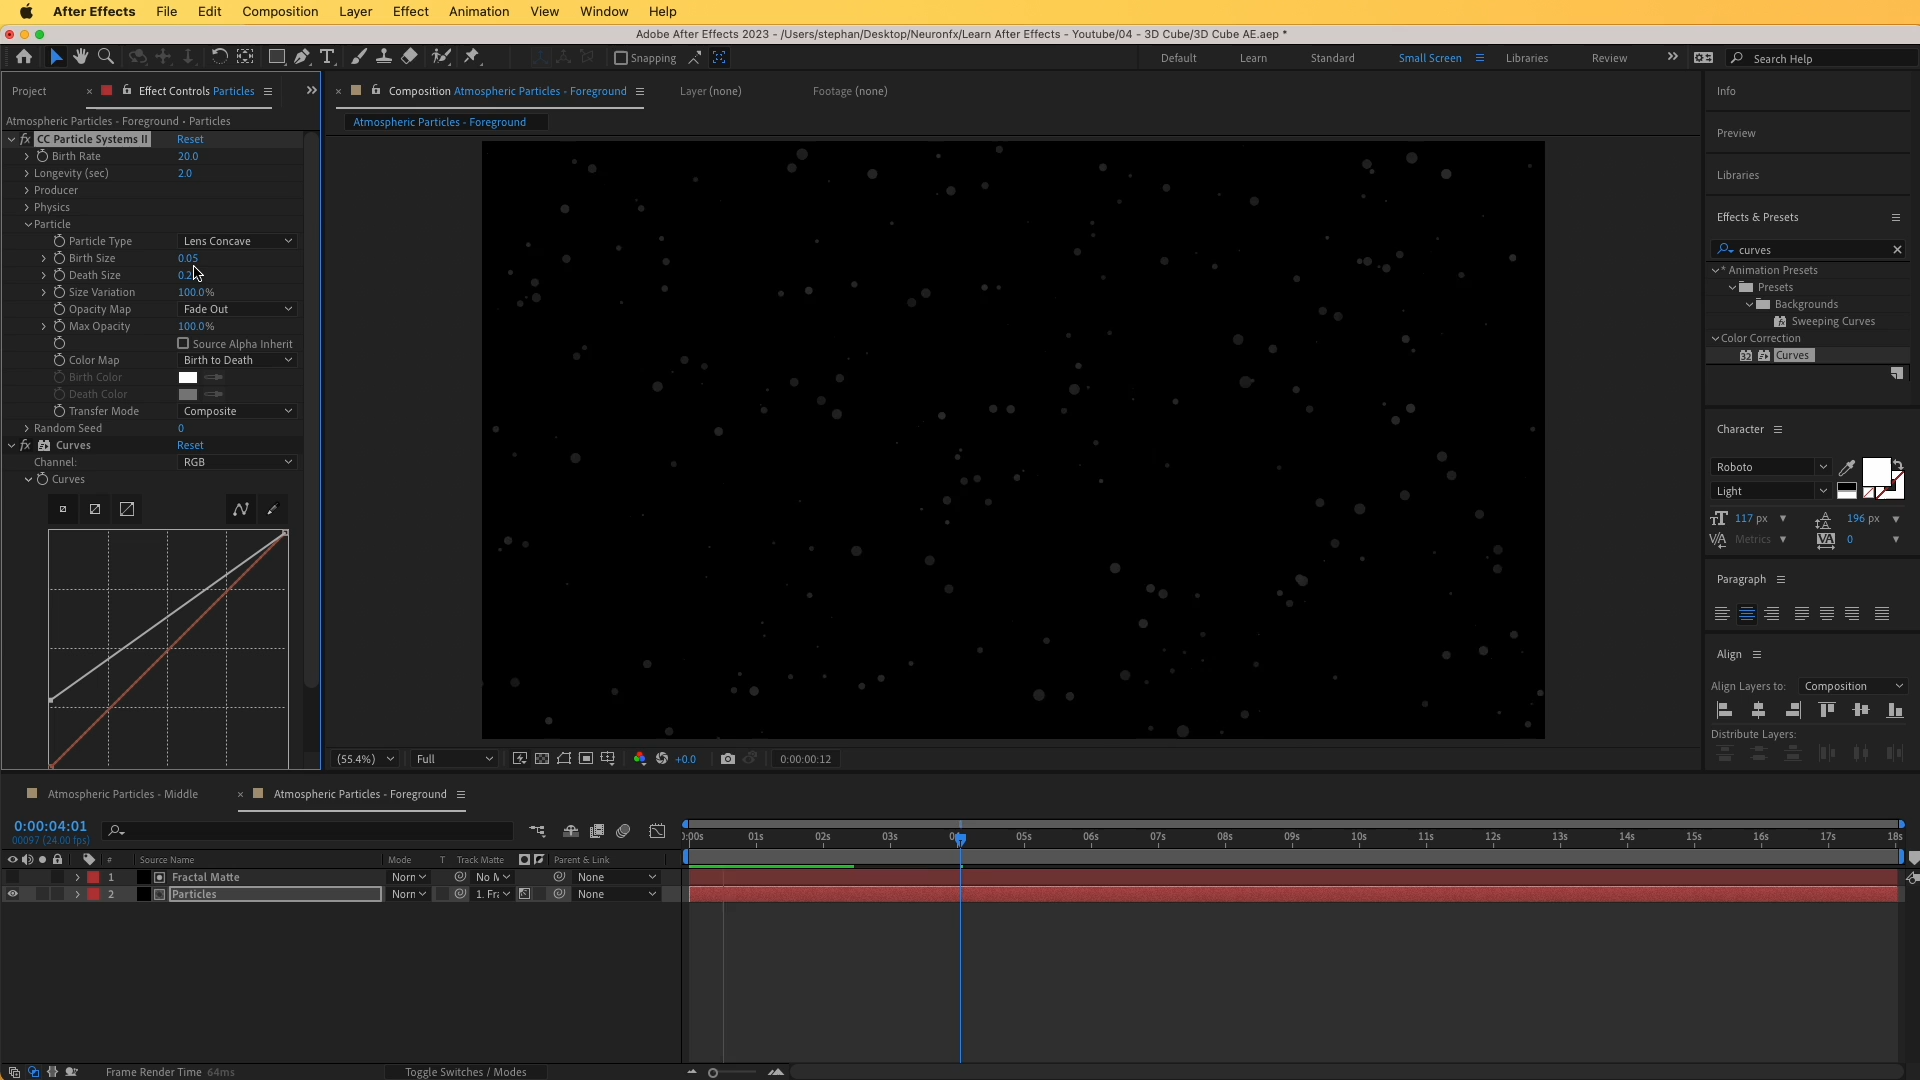 After Effects File Edit Composition Layer Effect Animation View Window Help
Adobe After Effects 2023 - /Users/stephan/Desktop/Neuronfx/Learn After Effects - Youtube/04 - 3D Cube/3D Cube AE.aep *
Snapping Default Learn Standard Small Screen Libraries Review Search Help
Project Effect Controls Particles Composition Atmospheric Particles - Foreground Layer (none) Footage (none)
Atmospheric Particles - Foreground • Particles
Atmospheric Particles - Foreground
fx CC Particle Systems II Reset
Birth Rate 20.0
Longevity (sec) 2.0
Producer
Physics
Particle
Particle Type Lens Concave
Birth Size 0.05
Death Size
Size Variation 100.0%
Opacity Map Fade Out
Max Opacity 100.0%
Source Alpha Inherit
Color Map Birth to Death
Birth Color
Death Color
Transfer Mode Composite
Random Seed 0
fx Curves Reset
Channel: RGB
Curves
(55.4%) Full +0.0 0:00:00:12
Info
Preview
Libraries
Effects & Presets
curves
* Animation Presets
Presets
Backgrounds
Sweeping Curves
Color Correction
32 Curves
Character
Roboto
Light
117 px 196 px
Metrics 0
Paragraph
Align
Align Layers to: Composition
Distribute Layers:
Atmospheric Particles - Middle Atmospheric Particles - Foreground
0:00:04:01
00097 (24.00 fps)
:00s 01s 02s 03s 05s 06s 07s 08s 09s 10s 11s 12s 13s 14s 15s 16s 17s 18s
# Source Name Mode T Track Matte Parent & Link
1 Fractal Matte Norn No M None
2 Particles Norn 1. Fra None
Frame Render Time 64ms Toggle Switches / Modes